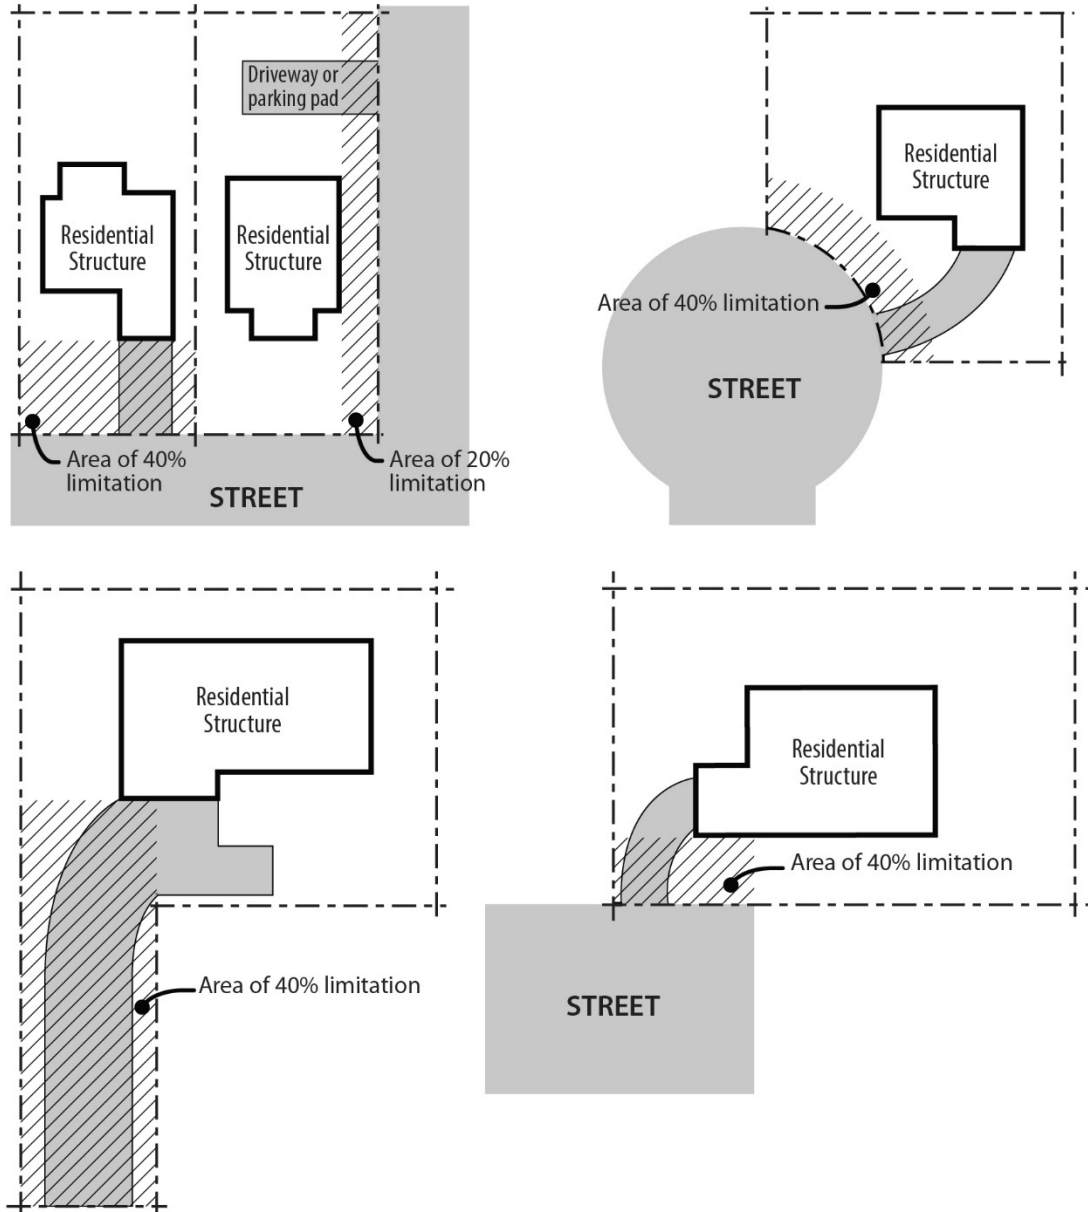 Driveway or
parking pad
Residential
Structure
Residential
Structure
Area of 40%
limitation
Area of 20%
limitation
STREET
Residential
Structure
Area of 40% limitation
STREET
Residential
Structure
Area of 40% limitation
Residential
Structure
Area of 40% limitation
STREET